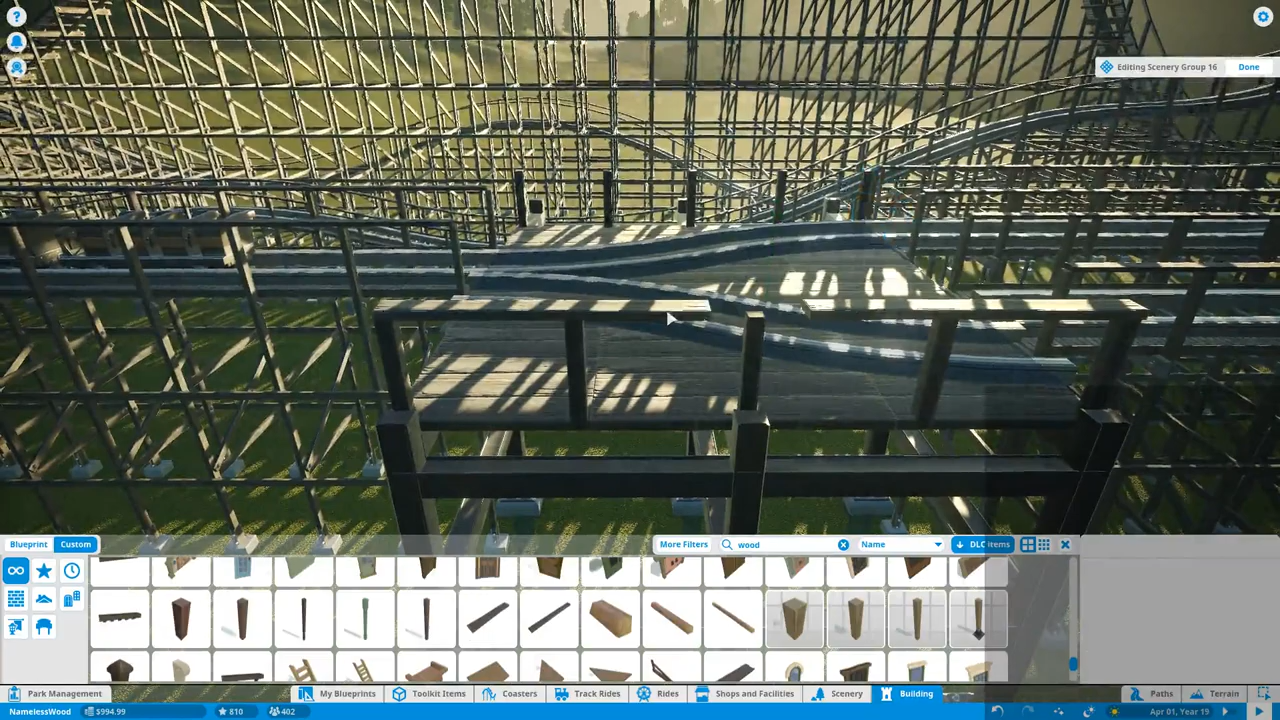 Editing Scenery Group 16 Done
Blueprint Custom More Filters wood Name DLC Items
Park Management My Blueprints Toolkit Items Coasters Track Rides Rides Shops and Facilities Scenery Building Paths Terrain
NamelessWood $994.99 810 402 Apr 01, Year 19